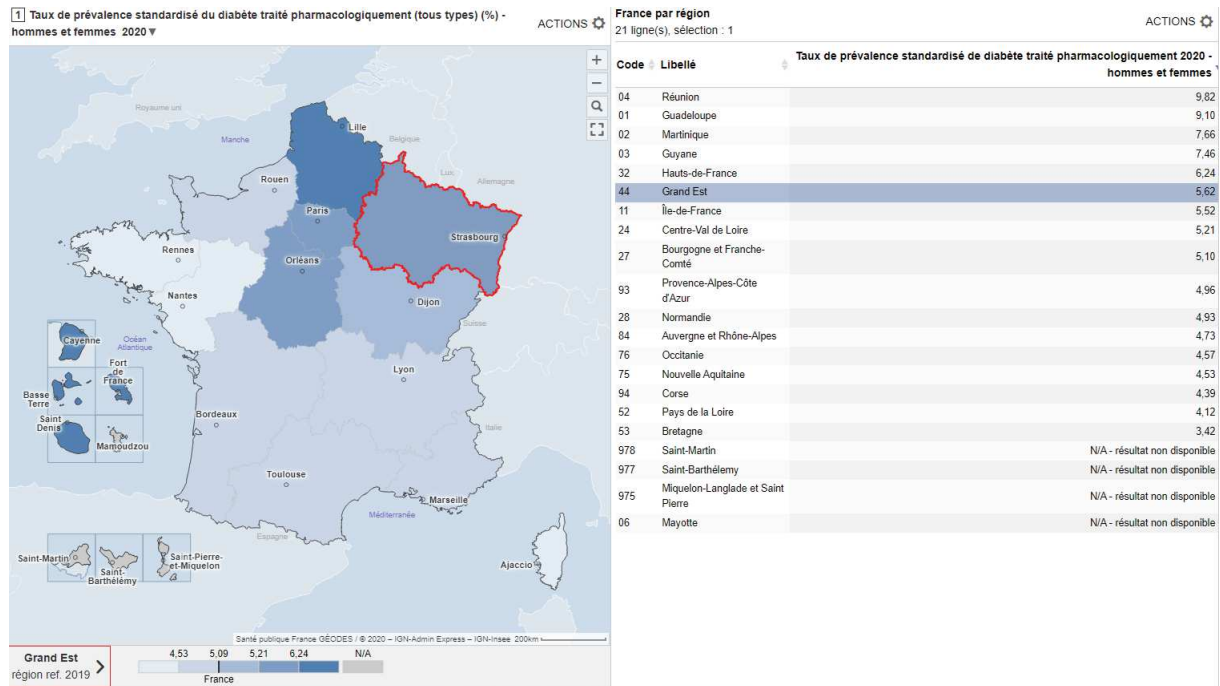 1 Taux de prévalence standardisé du diabète traité pharmacologiquement (tous types) (%) -
hommes et femmes 2020▼
ACTIONS
Royaume uni
Manche
Lille
Belgique
Lux.
Allemagne
Rouen
Paris
Strasbourg
Rennes
Orléans
Nantes
Dijon
Suisse
Océan
Atlantique
Cayenne
Fort
de
France
Basse
Terre
Saint
Denis
Mamoudzou
Lyon
Bordeaux
Italie
Toulouse
Marseille
Méditerranée
Espagne
Saint-Martin
Saint-
Barthélémy
Saint-Pierre-
et-Miquelon
Ajaccio
Santé publique France GÉODES / © 2020 – IGN-Admin Express – IGN-Insee 200km
Grand Est
région ref. 2019
4,53 5,09 5,21 6,24 N/A
France
France par région
21 ligne(s), sélection : 1
ACTIONS
Code Libellé Taux de prévalence standardisé de diabète traité pharmacologiquement 2020 -
hommes et femmes
04 Réunion 9,82
01 Guadeloupe 9,10
02 Martinique 7,66
03 Guyane 7,46
32 Hauts-de-France 6,24
44 Grand Est 5,62
11 Île-de-France 5,52
24 Centre-Val de Loire 5,21
27 Bourgogne et Franche-
Comté 5,10
93 Provence-Alpes-Côte
d'Azur 4,96
28 Normandie 4,93
84 Auvergne et Rhône-Alpes 4,73
76 Occitanie 4,57
75 Nouvelle Aquitaine 4,53
94 Corse 4,39
52 Pays de la Loire 4,12
53 Bretagne 3,42
978 Saint-Martin N/A - résultat non disponible
977 Saint-Barthélemy N/A - résultat non disponible
975 Miquelon-Langlade et Saint
Pierre N/A - résultat non disponible
06 Mayotte N/A - résultat non disponible